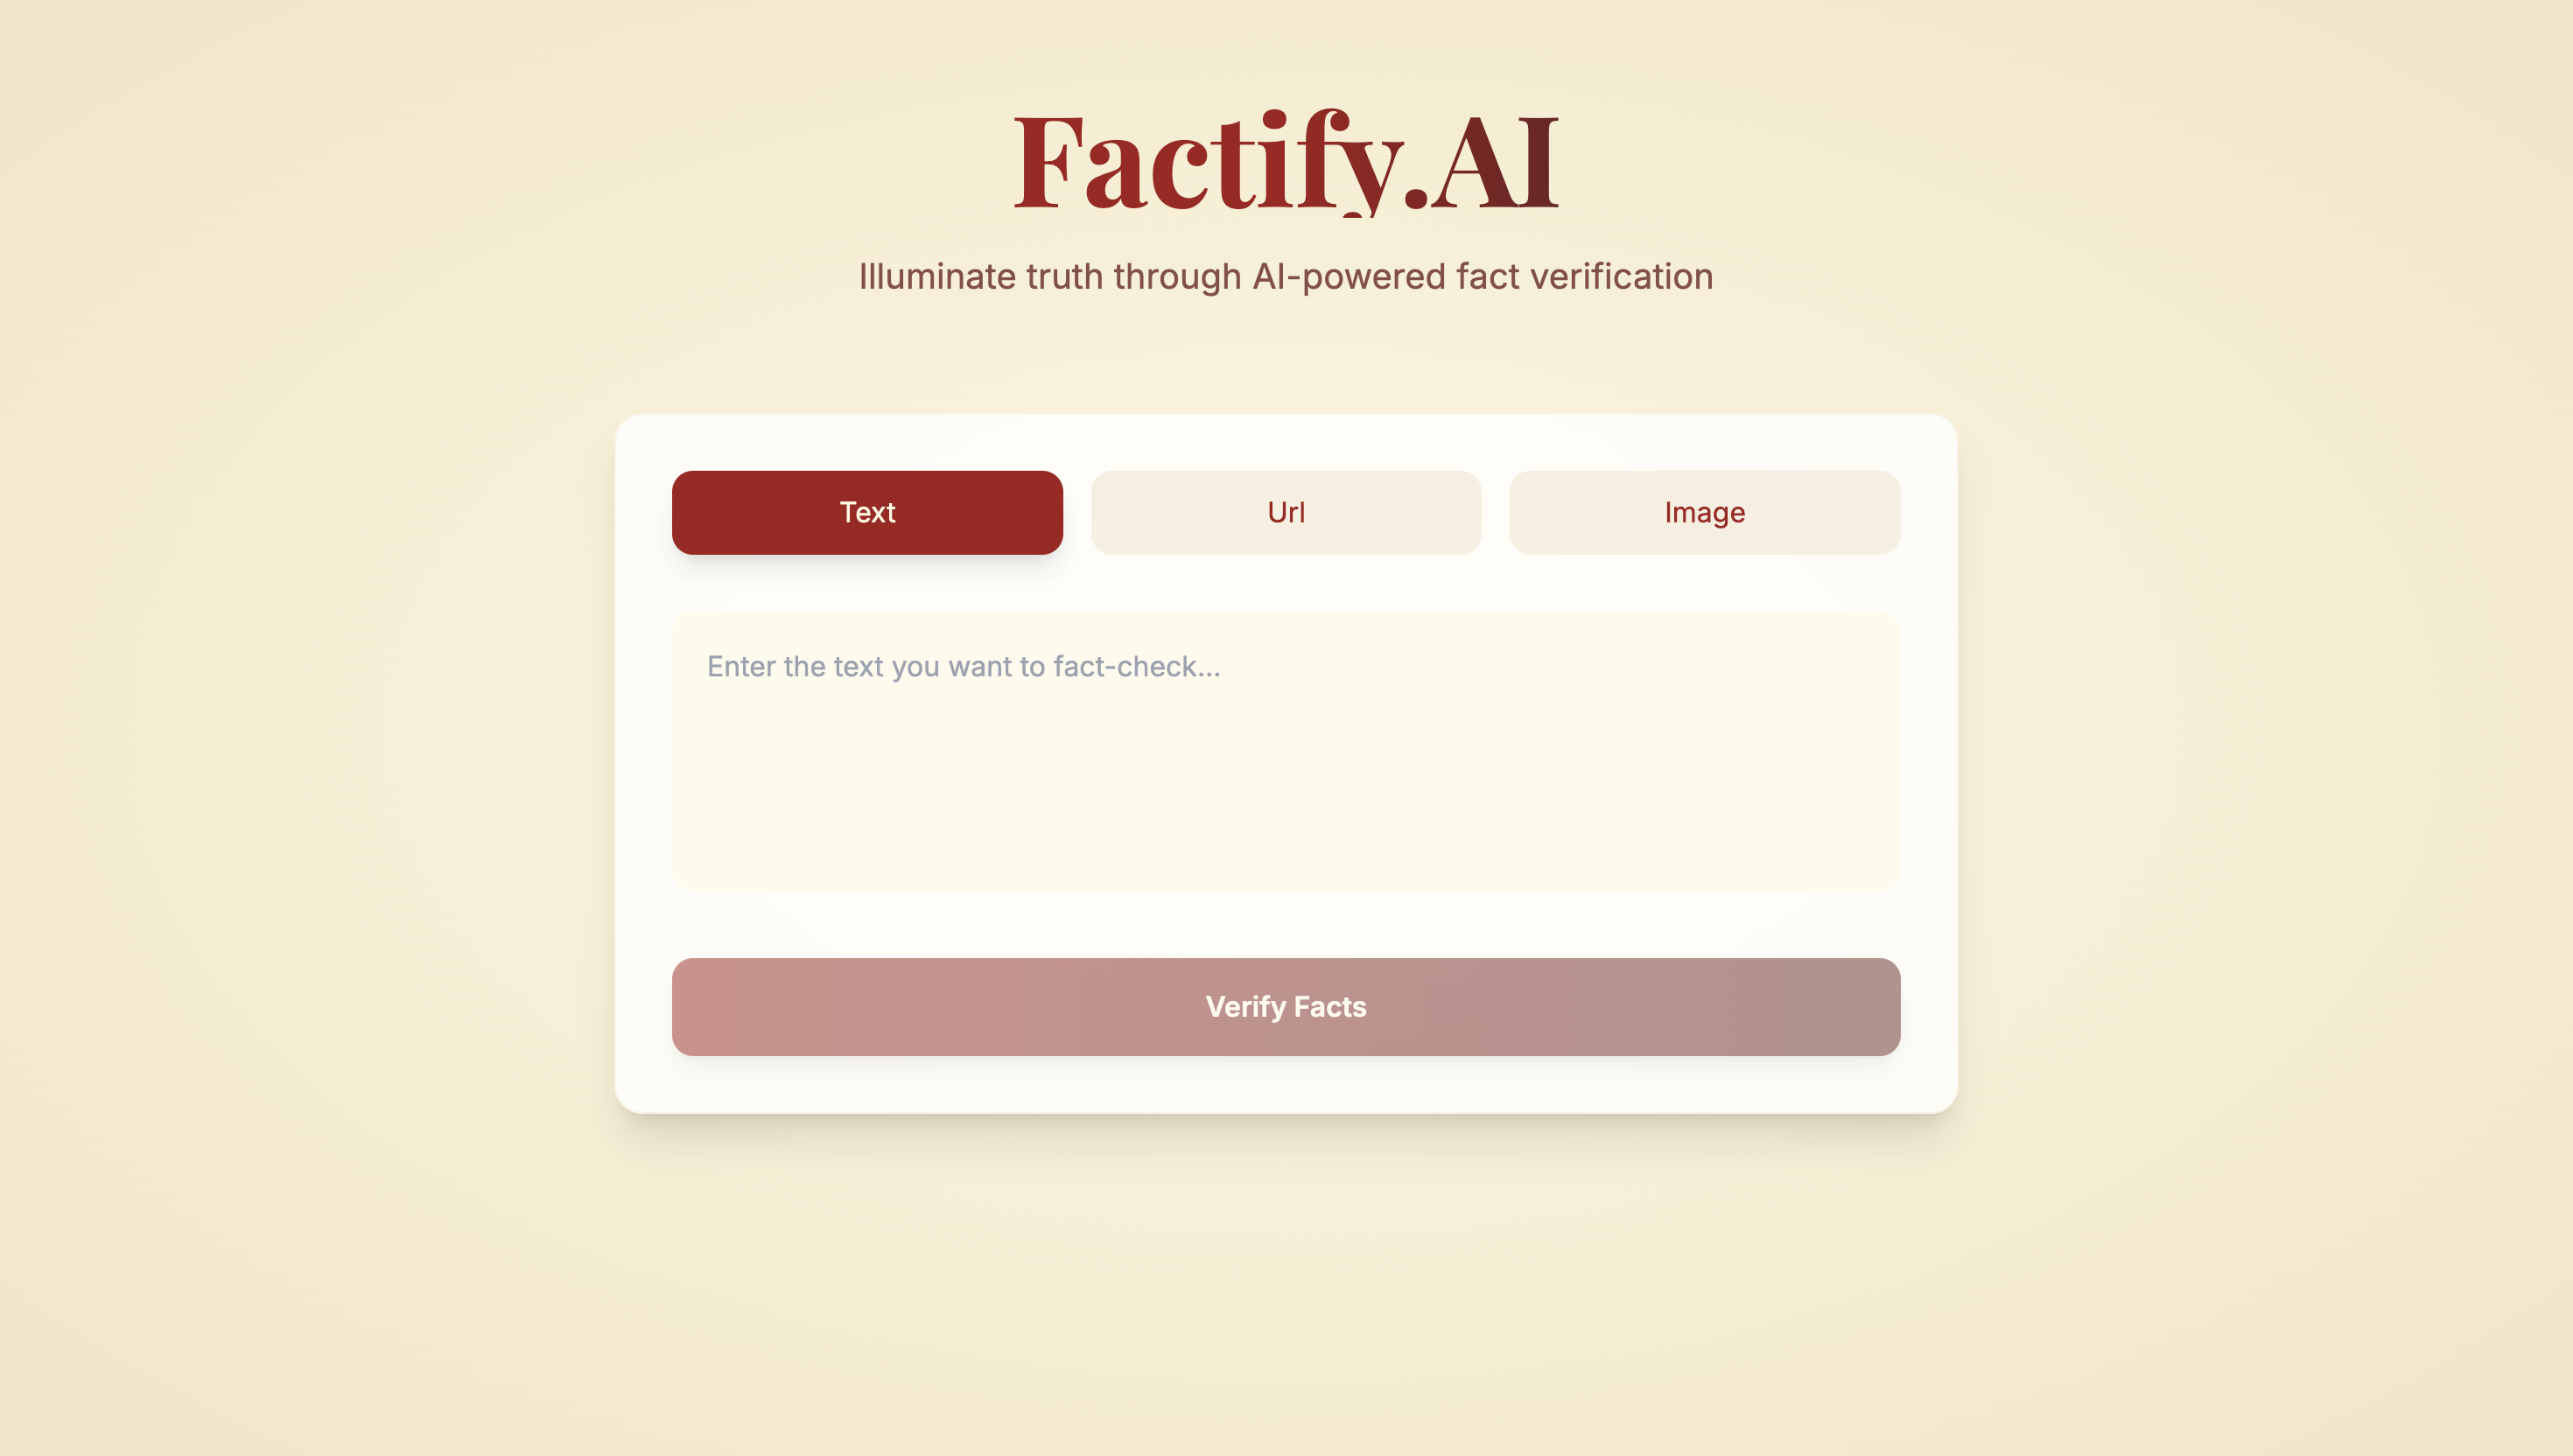 Factify.AI
Illuminate truth through AI-powered fact verification
Text
Url
Image
Enter the text you want to fact-check...
Verify Facts